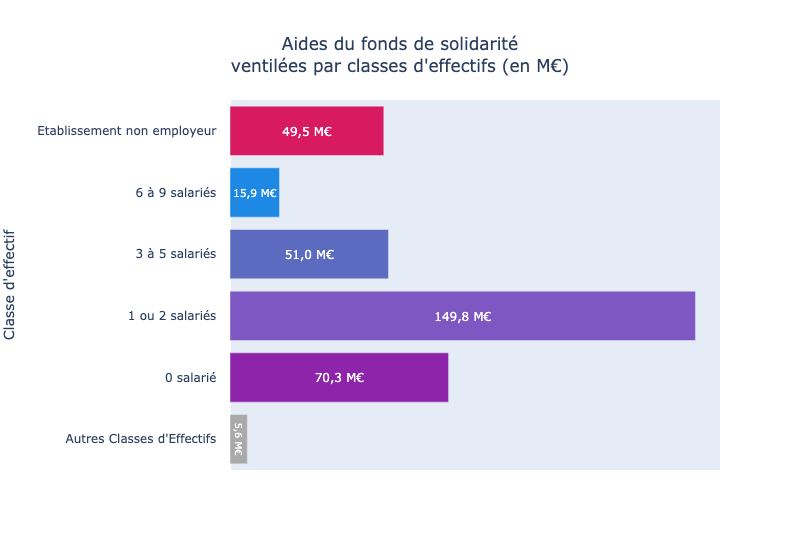 Aides du fonds de solidarité
ventilées par classes d'effectifs (en M€)
Classe d'effectif
Etablissement non employeur
49,5 M€
6 à 9 salariés
15,9 M€
3 à 5 salariés
51,0 M€
1 ou 2 salariés
149,8 M€
0 salarié
70,3 M€
Autres Classes d'Effectifs
5,6 M€